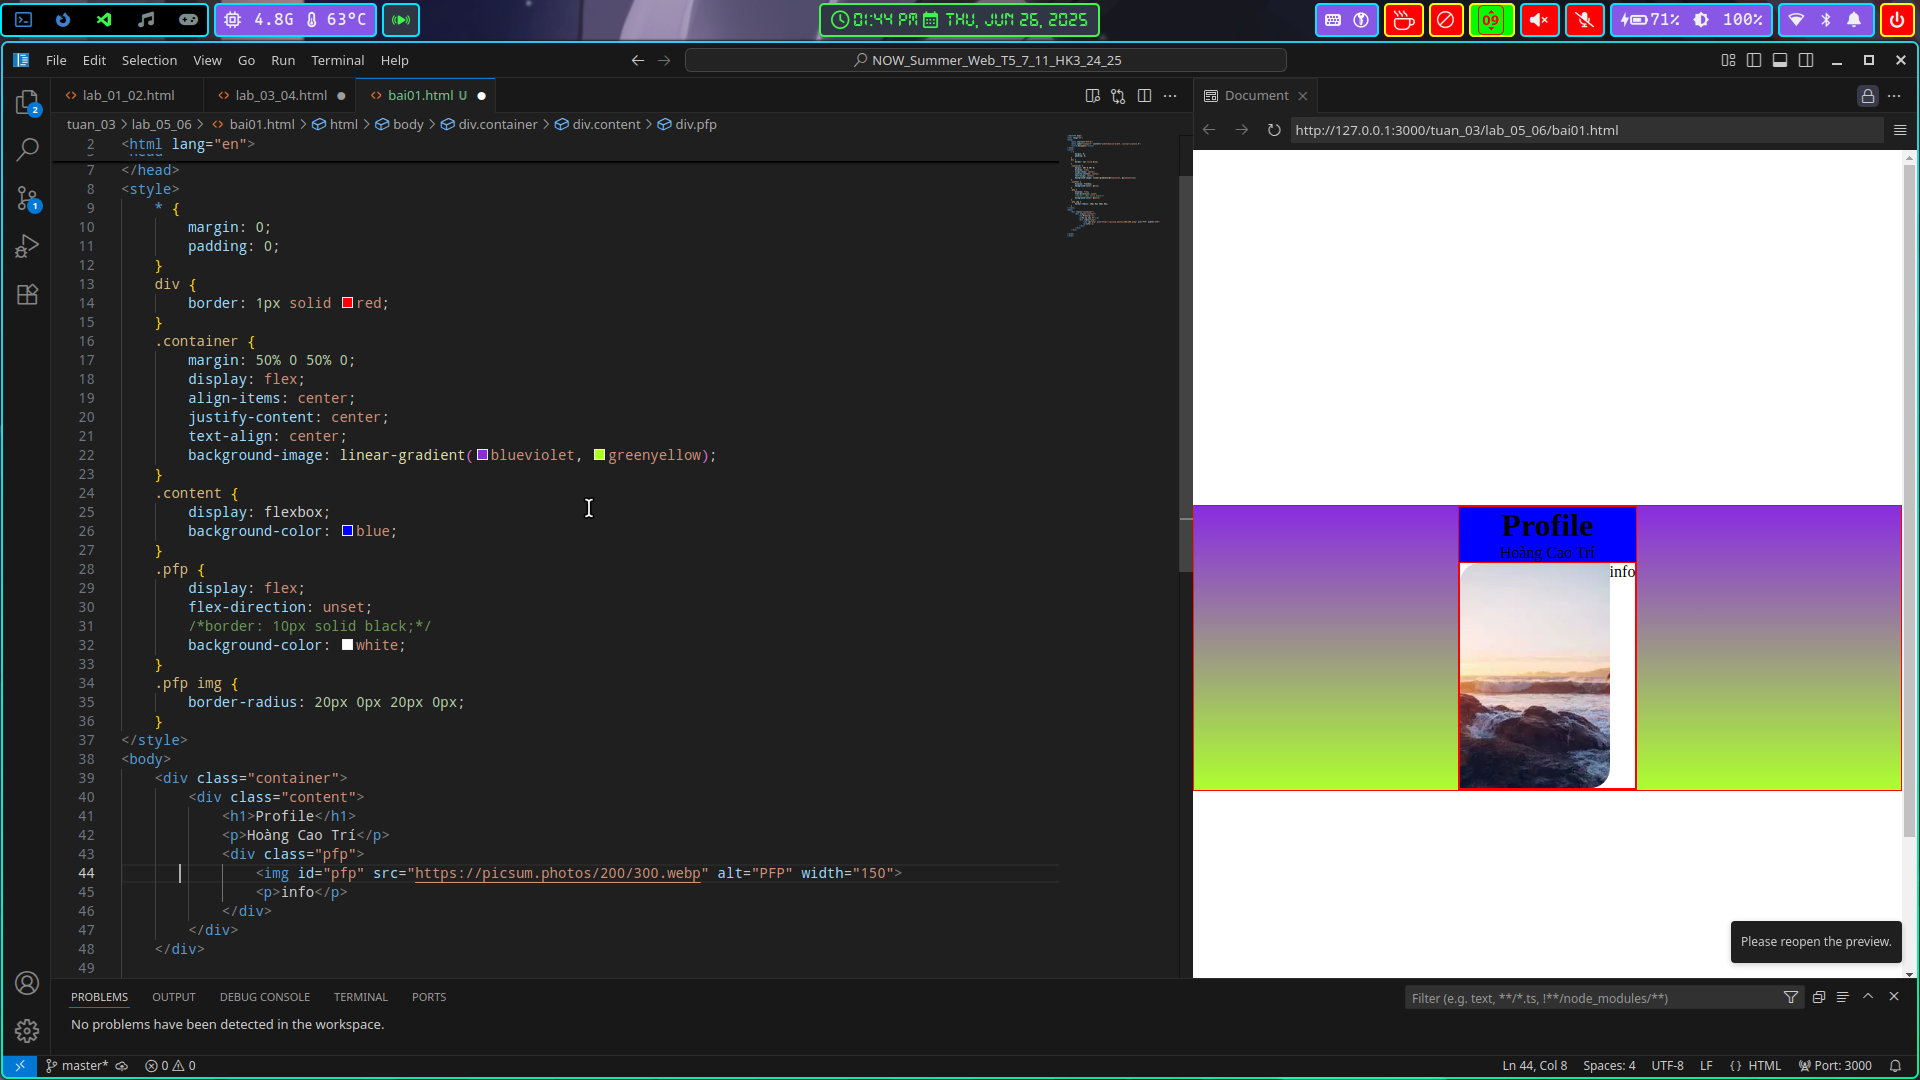 4.8G 63°C
01:44 PM THU, JUN 26, 2025
09
71% 100%
File Edit Selection View Go Run Terminal Help
NOW_Summer_Web_T5_7_11_HK3_24_25
lab_01_02.html lab_03_04.html bai01.html U
Document
tuan_03 > lab_05_06 > bai01.html > html > body > div.container > div.content > div.pfp
http://127.0.0.1:3000/tuan_03/lab_05_06/bai01.html
2 <html lang="en">
7 </head>
8 <style>
9 * {
10 margin: 0;
11 padding: 0;
12 }
13 div {
14 border: 1px solid red;
15 }
16 .container {
17 margin: 50% 0 50% 0;
18 display: flex;
19 align-items: center;
20 justify-content: center;
21 text-align: center;
22 background-image: linear-gradient(blueviolet, greenyellow);
23 }
24 .content {
25 display: flexbox;
26 background-color: blue;
27 }
28 .pfp {
29 display: flex;
30 flex-direction: unset;
31 /*border: 10px solid black;*/
32 background-color: white;
33 }
34 .pfp img {
35 border-radius: 20px 0px 20px 0px;
36 }
37 </style>
38 <body>
39 <div class="container">
40 <div class="content">
41 <h1>Profile</h1>
42 <p>Hoàng Cao Trí</p>
43 <div class="pfp">
44 <img id="pfp" src="https://picsum.photos/200/300.webp" alt="PFP" width="150">
45 <p>info</p>
46 </div>
47 </div>
48 </div>
49
Profile
Hoàng Cao Trí
info
Please reopen the preview.
2
1
PROBLEMS OUTPUT DEBUG CONSOLE TERMINAL PORTS
Filter (e.g. text, **/*.ts, !**/node_modules/**)
No problems have been detected in the workspace.
master* 0 0
Ln 44, Col 8 Spaces: 4 UTF-8 LF {} HTML Port: 3000